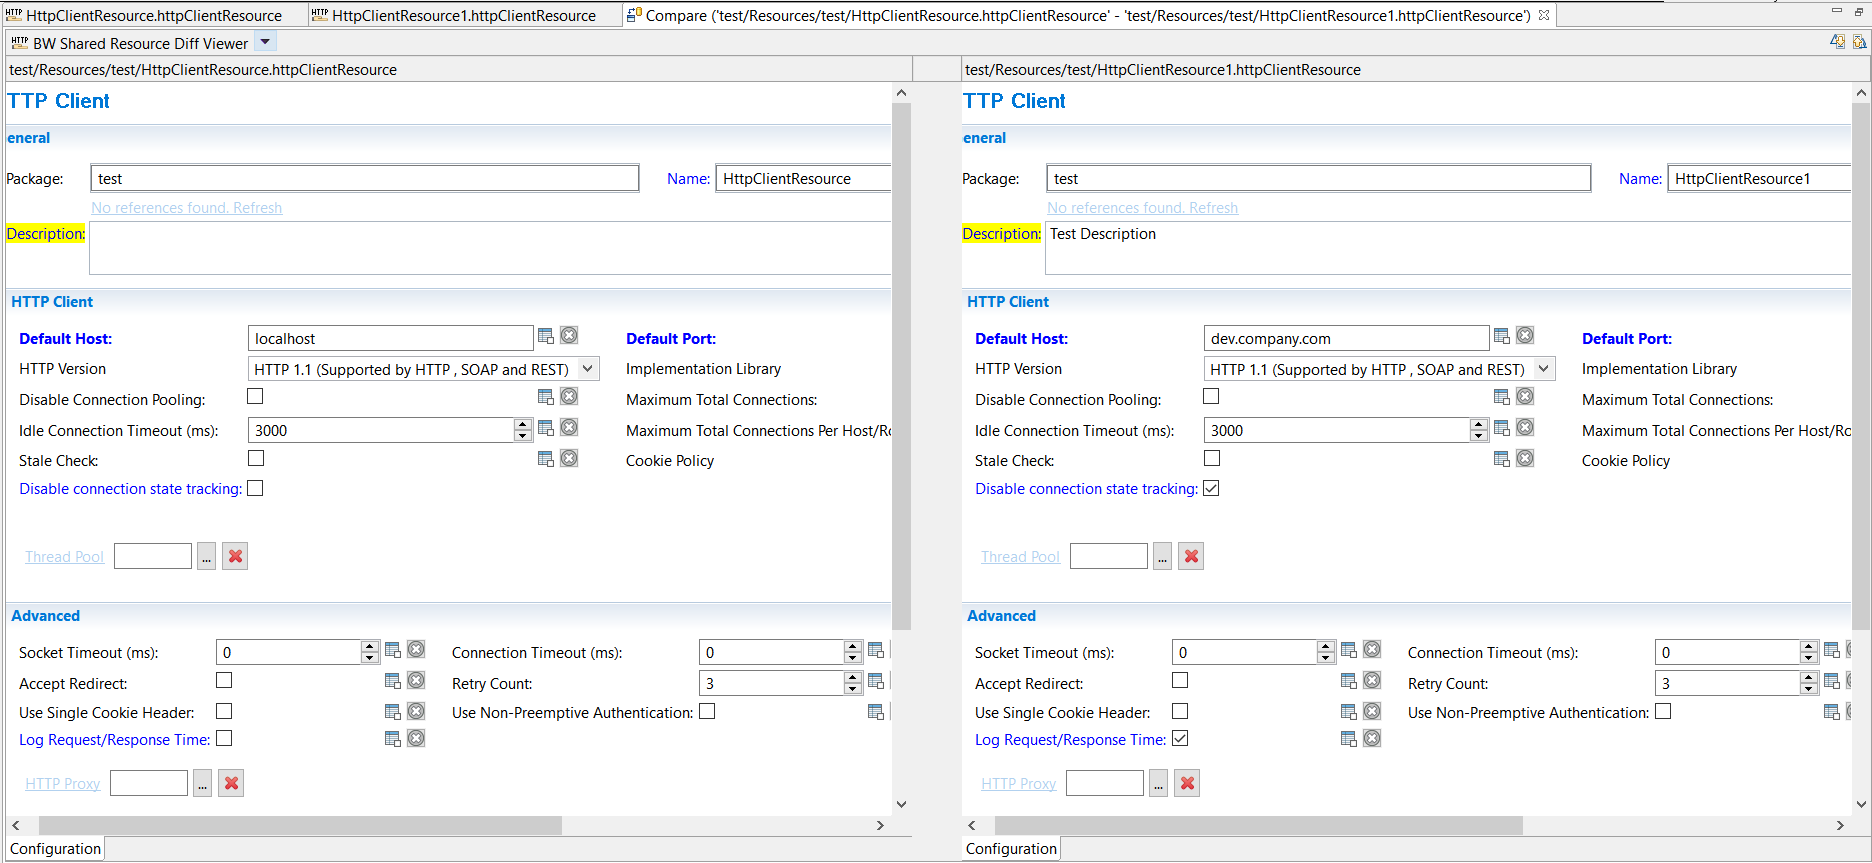 HTTP HttpClientResource.httpClientResource HTTP HttpClientResource1.httpClientResource Compare ('test/Resources/test/HttpClientResource.httpClientResource' - 'test/Resources/test/HttpClientResource1.httpClientResource')
HTTP BW Shared Resource Diff Viewer
test/Resources/test/HttpClientResource.httpClientResource
TTP Client
eneral
Package: test Name: HttpClientResource
No references found. Refresh
Description:
HTTP Client
Default Host: localhost Default Port:
HTTP Version HTTP 1.1 (Supported by HTTP , SOAP and REST) Implementation Library
Disable Connection Pooling: Maximum Total Connections:
Idle Connection Timeout (ms): 3000 Maximum Total Connections Per Host/Ro
Stale Check: Cookie Policy
Disable connection state tracking:
Thread Pool ...
Advanced
Socket Timeout (ms): 0 Connection Timeout (ms): 0
Accept Redirect: Retry Count: 3
Use Single Cookie Header: Use Non-Preemptive Authentication:
Log Request/Response Time:
HTTP Proxy ...
Configuration
test/Resources/test/HttpClientResource1.httpClientResource
TTP Client
eneral
Package: test Name: HttpClientResource1
No references found. Refresh
Description: Test Description
HTTP Client
Default Host: dev.company.com Default Port:
HTTP Version HTTP 1.1 (Supported by HTTP , SOAP and REST) Implementation Library
Disable Connection Pooling: Maximum Total Connections:
Idle Connection Timeout (ms): 3000 Maximum Total Connections Per Host/Ro
Stale Check: Cookie Policy
Disable connection state tracking:
Thread Pool ...
Advanced
Socket Timeout (ms): 0 Connection Timeout (ms): 0
Accept Redirect: Retry Count: 3
Use Single Cookie Header: Use Non-Preemptive Authentication:
Log Request/Response Time:
HTTP Proxy ...
Configuration